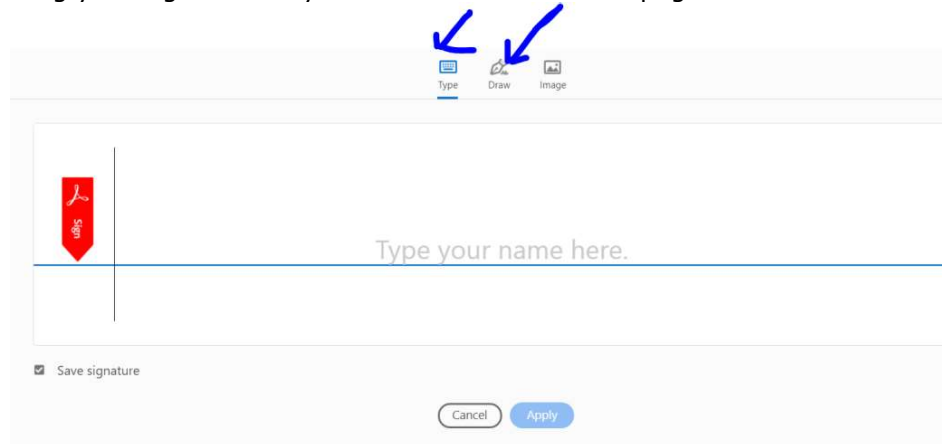 Type Draw Image
Sign
Type your name here.
Save signature
Cancel Apply